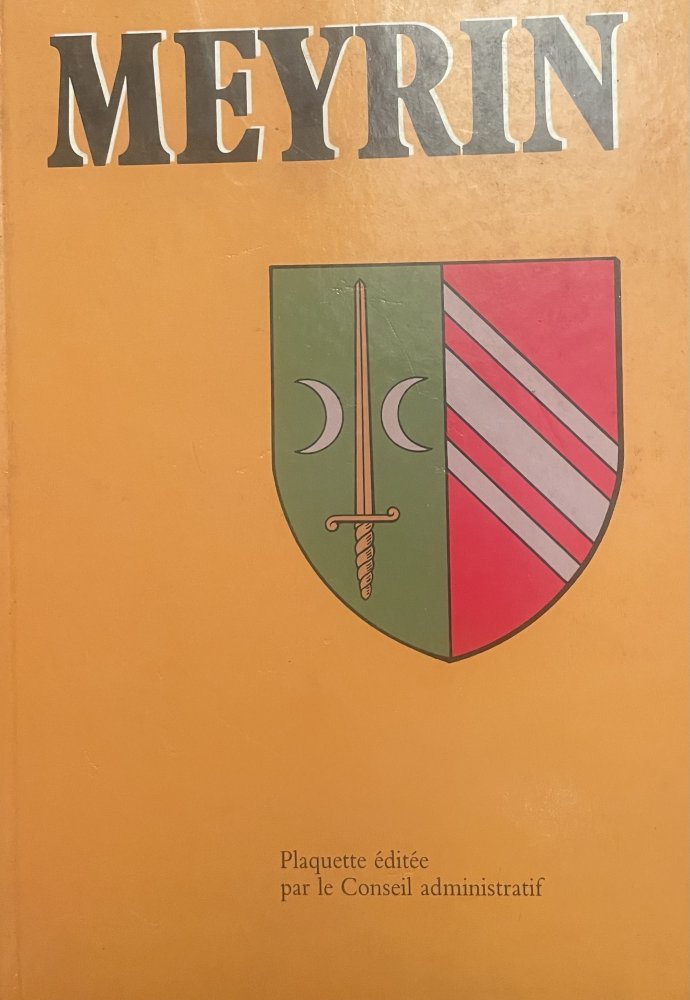 MEYRIN
Plaquette éditée
par le Conseil administratif